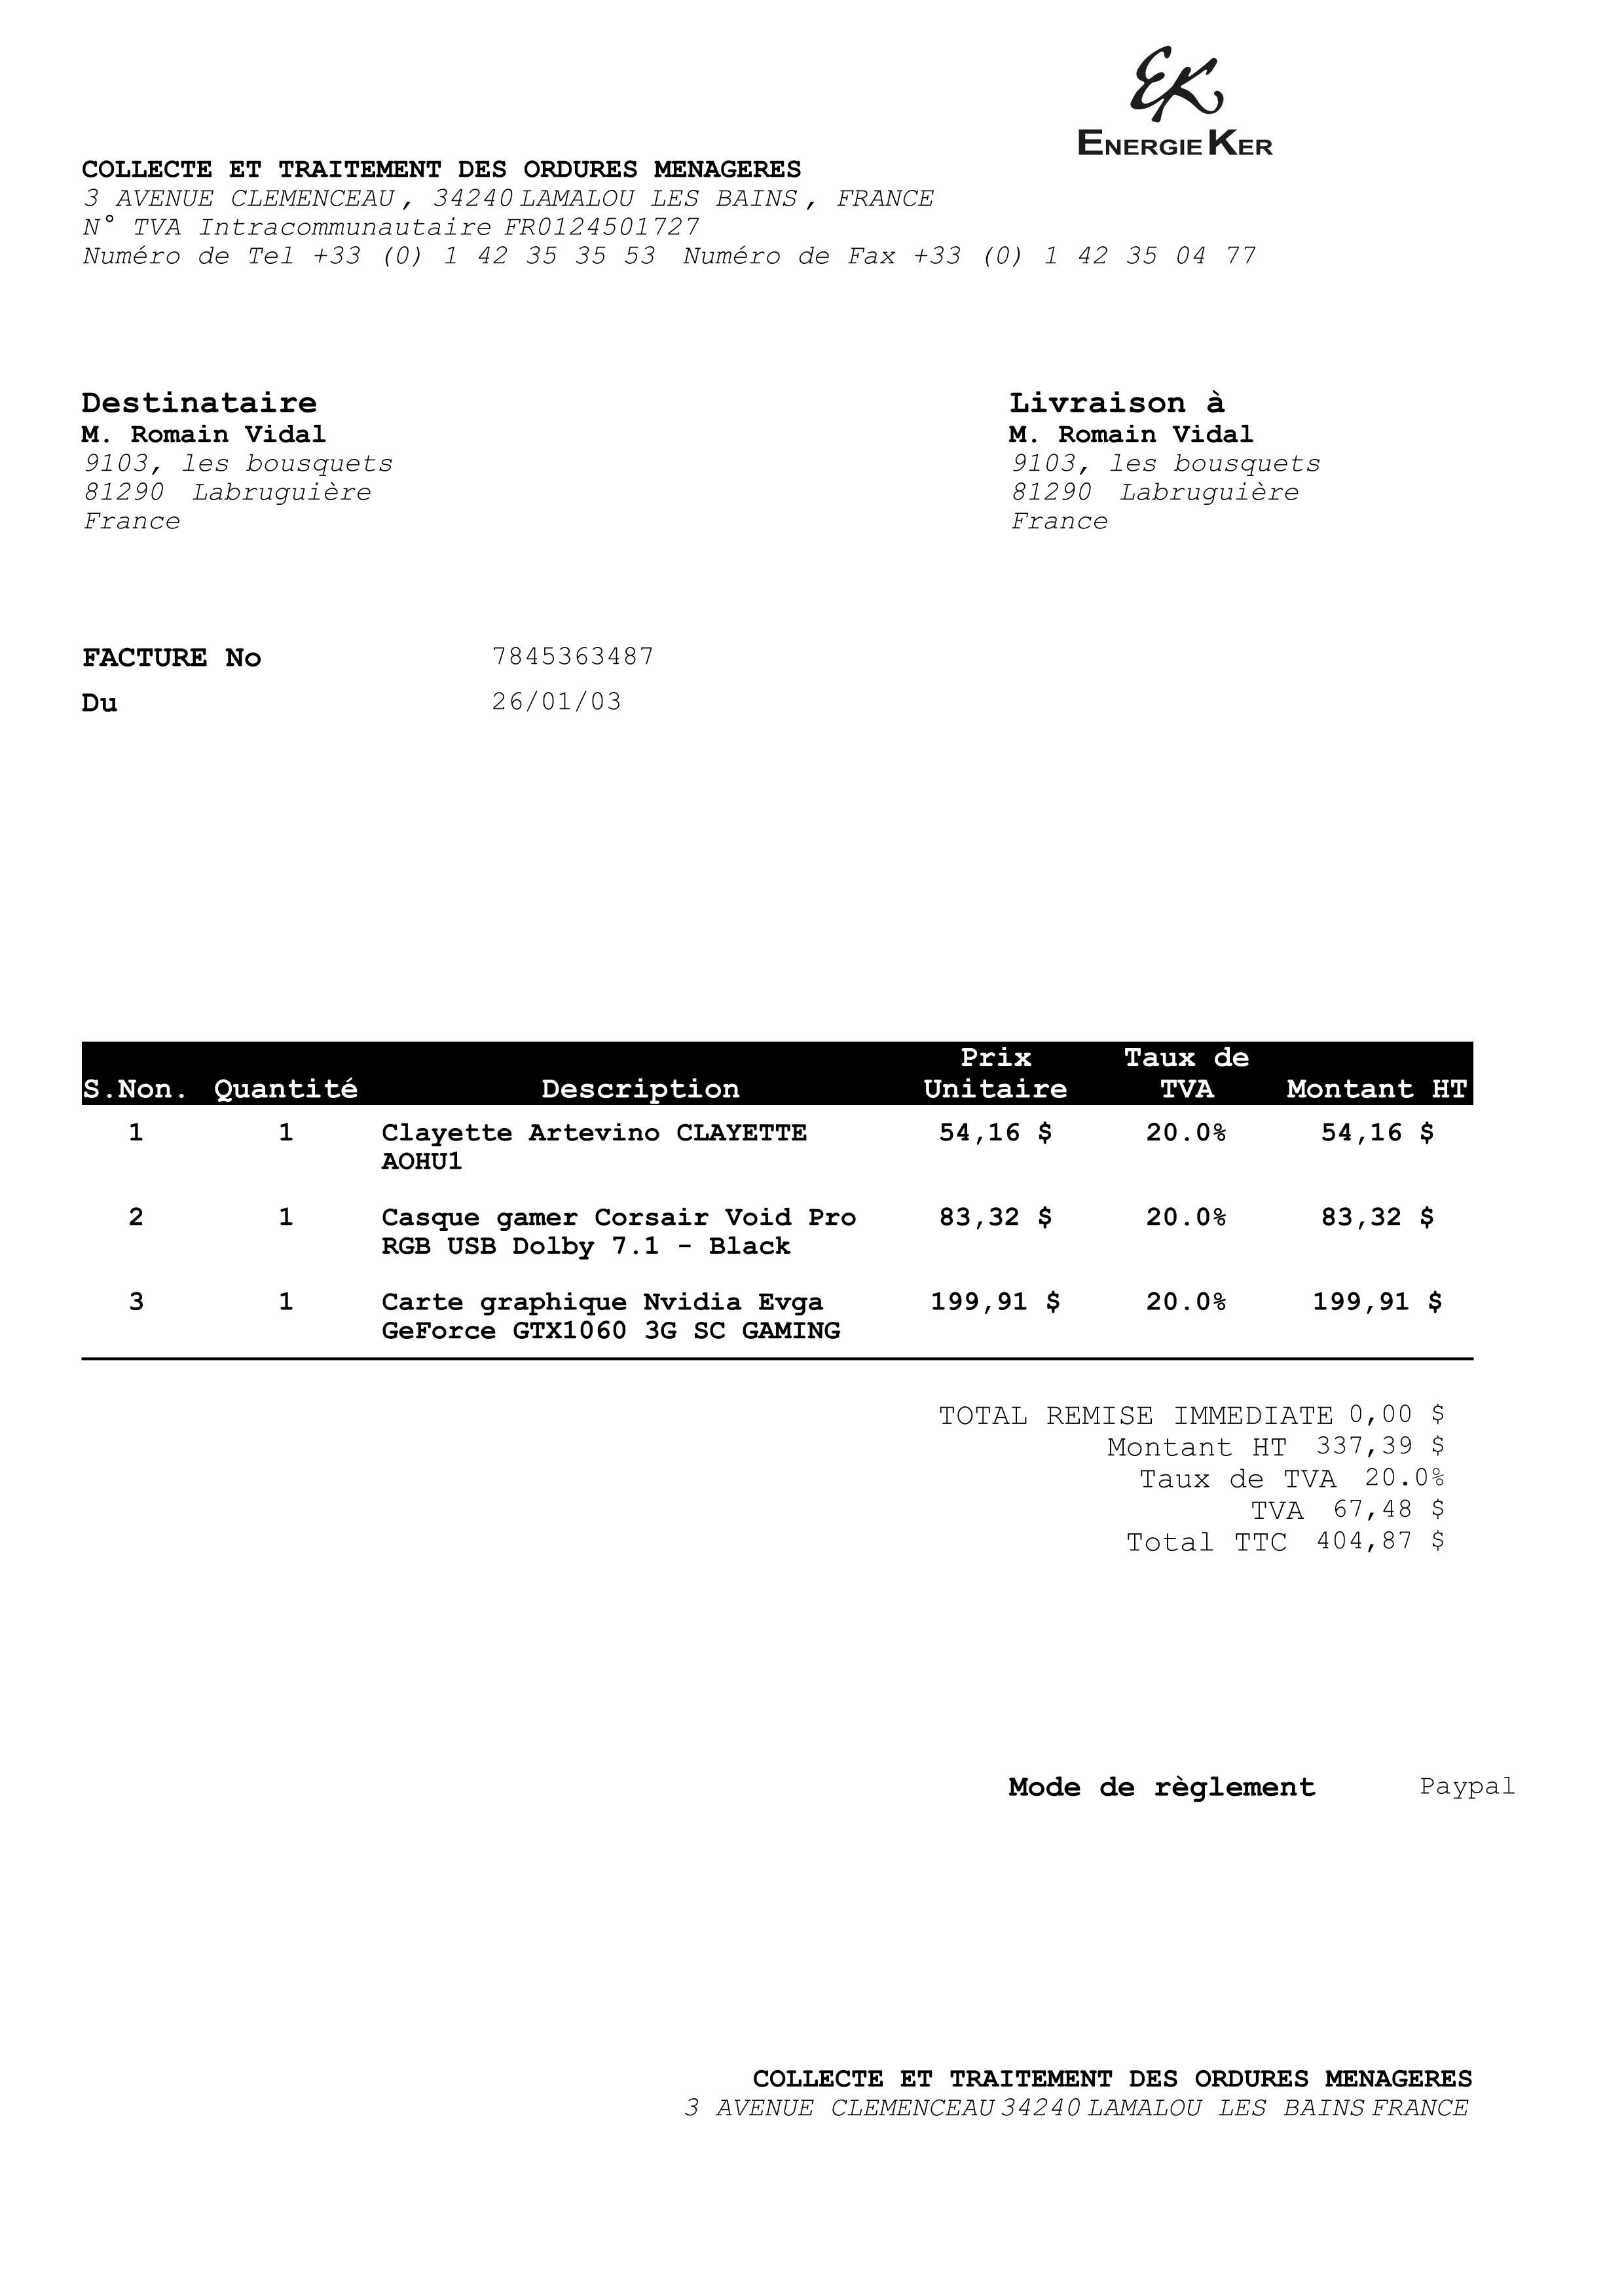 EK
ENERGIE KER
COLLECTE ET TRAITEMENT DES ORDURES MENAGERES
3 AVENUE CLEMENCEAU, 34240 LAMALOU LES BAINS, FRANCE
N° TVA Intracommunautaire FR0124501727
Numéro de Tel +33 (0) 1 42 35 35 53 Numéro de Fax +33 (0) 1 42 35 04 77
Destinataire
M. Romain Vidal
9103, les bousquets
81290 Labruguière
France
Livraison à
M. Romain Vidal
9103, les bousquets
81290 Labruguière
France
FACTURE No 7845363487
Du 26/01/03
S.Non. Quantité Description Prix Unitaire Taux de TVA Montant HT
1 1 Clayette Artevino CLAYETTE 54,16 $ 20.0% 54,16 $
AOHU1
2 1 Casque gamer Corsair Void Pro 83,32 $ 20.0% 83,32 $
RGB USB Dolby 7.1 - Black
3 1 Carte graphique Nvidia Evga 199,91 $ 20.0% 199,91 $
GeForce GTX1060 3G SC GAMING
TOTAL REMISE IMMEDIATE 0,00 $
Montant HT 337,39 $
Taux de TVA 20.0%
TVA 67,48 $
Total TTC 404,87 $
Mode de règlement Paypal
COLLECTE ET TRAITEMENT DES ORDURES MENAGERES
3 AVENUE CLEMENCEAU 34240 LAMALOU LES BAINS FRANCE